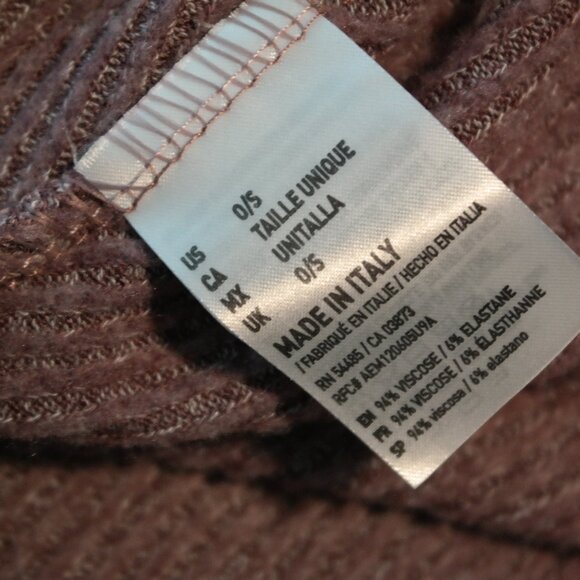 US O/S
CA TAILLE UNIQUE
MX UNITALLA
UK O/S
MADE IN ITALY
/ FABRIQUÉ EN ITALIE / HECHO EN ITALIA
RN 54485 / CA 03873
RFC# AEM120405U9A
EN 94% VISCOSE / 6% ELASTANE
FR 94% VISCOSE / 6% ÉLASTHANNE
SP 94% viscosa / 6% elastano